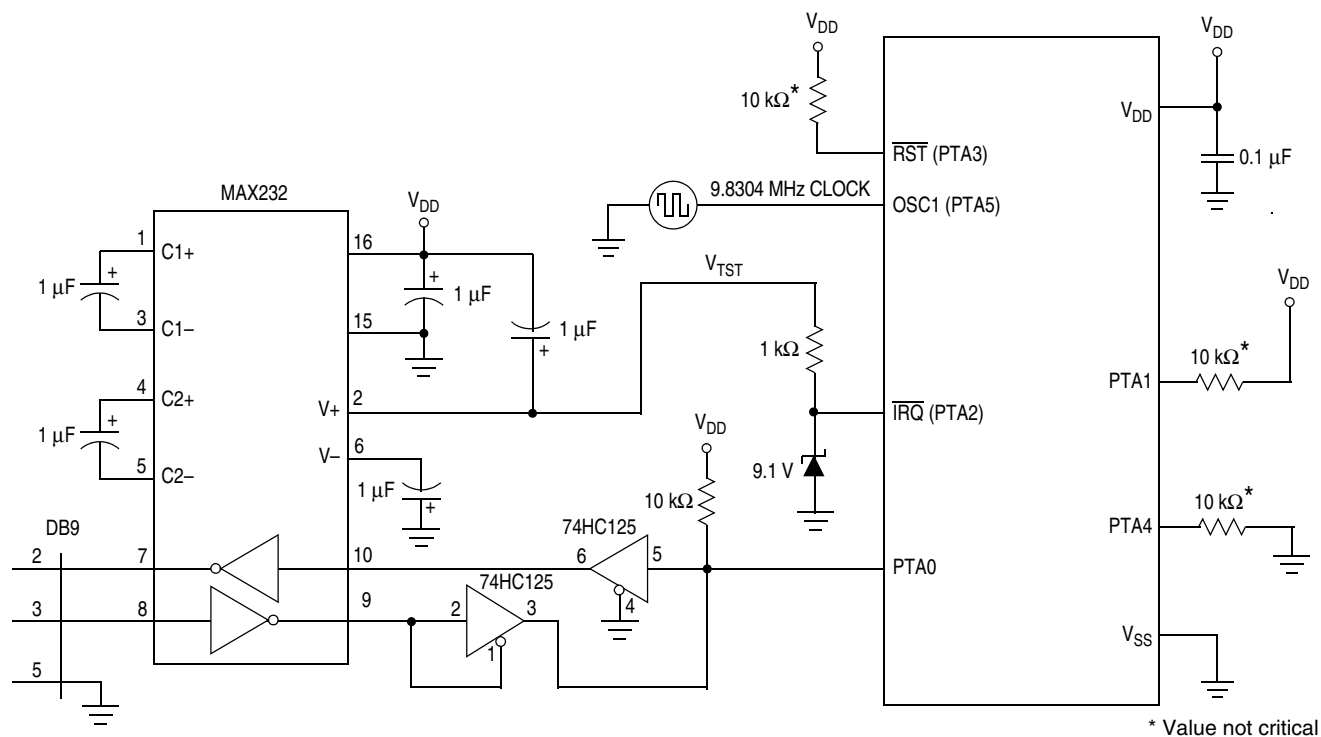 V_DD
V_DD
10 kΩ*
V_DD
RST (PTA3)
0.1 µF
MAX232
9.8304 MHz CLOCK
OSC1 (PTA5)
V_DD
1
C1+
16
V_TST
1 µF
+
+
1 µF
V_DD
3
C1–
15
1 µF
+
1 kΩ
10 kΩ*
4
C2+
PTA1
V+
2
IRQ (PTA2)
1 µF
+
V_DD
V–
6
9.1 V
5
C2–
1 µF
+
10 kΩ
10 kΩ*
DB9
74HC125
PTA4
2
7
10
6
5
PTA0
74HC125
4
3
8
9
2
3
1
V_SS
5
* Value not critical